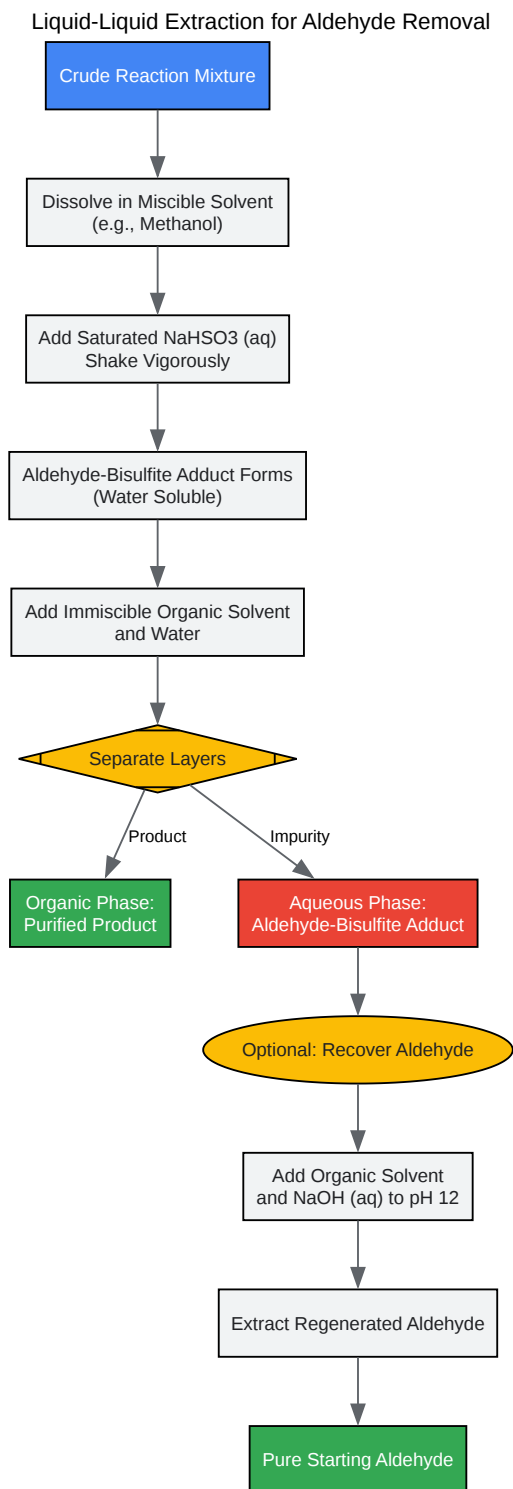 Liquid-Liquid Extraction for Aldehyde Removal
Crude Reaction Mixture
Dissolve in Miscible Solvent
(e.g., Methanol)
Add Saturated NaHSO3 (aq)
Shake Vigorously
Aldehyde-Bisulfite Adduct Forms
(Water Soluble)
Add Immiscible Organic Solvent
and Water
Separate Layers
Product
Impurity
Organic Phase:
Purified Product
Aqueous Phase:
Aldehyde-Bisulfite Adduct
Optional: Recover Aldehyde
Add Organic Solvent
and NaOH (aq) to pH 12
Extract Regenerated Aldehyde
Pure Starting Aldehyde